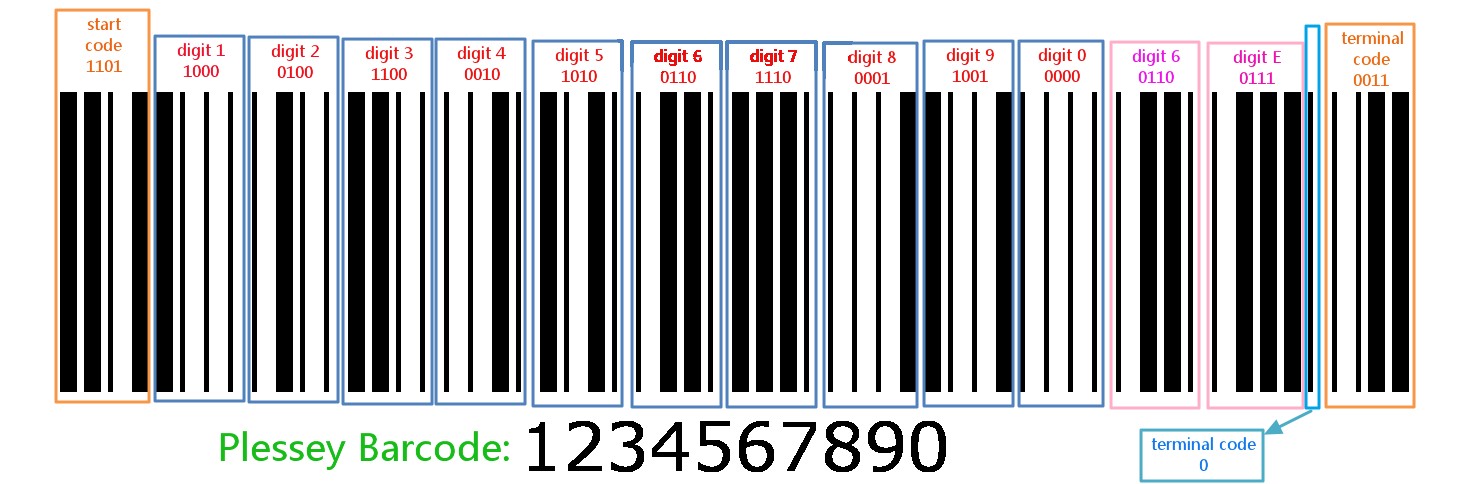 start
code
1101
digit 1
1000
digit 2
0100
digit 3
1100
digit 4
0010
digit 5
1010
digit 6
0110
digit 7
1110
digit 8
0001
digit 9
1001
digit 0
0000
digit 6
0110
digit E
0111
terminal
code
0011
Plessey Barcode: 1234567890
terminal code
0